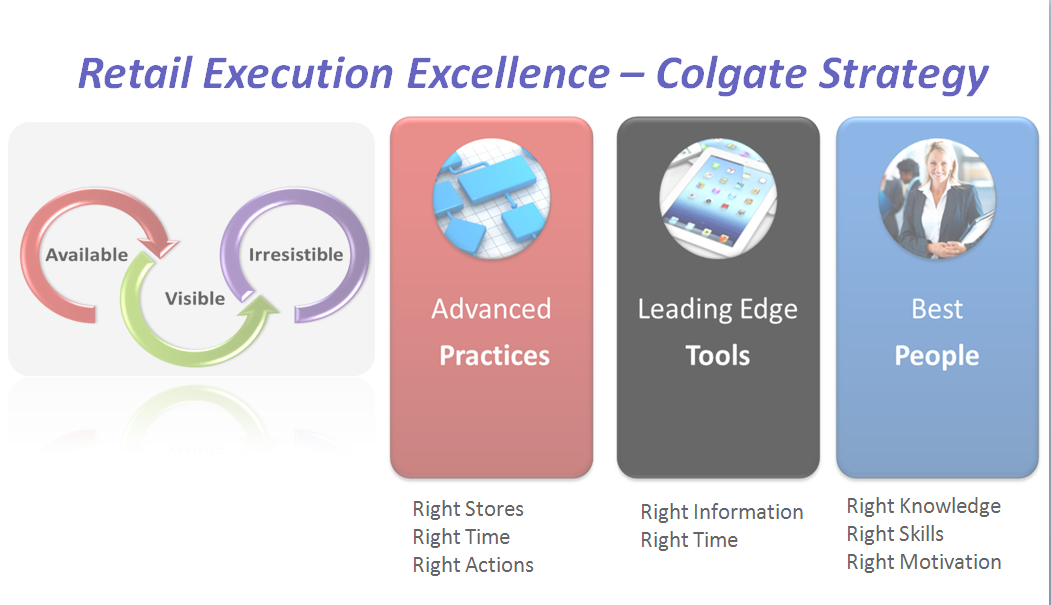 Retail Execution Excellence – Colgate Strategy
Available
Visible
Irresistible
Advanced
Practices
Right Stores
Right Time
Right Actions
Leading Edge
Tools
Right Information
Right Time
Best
People
Right Knowledge
Right Skills
Right Motivation